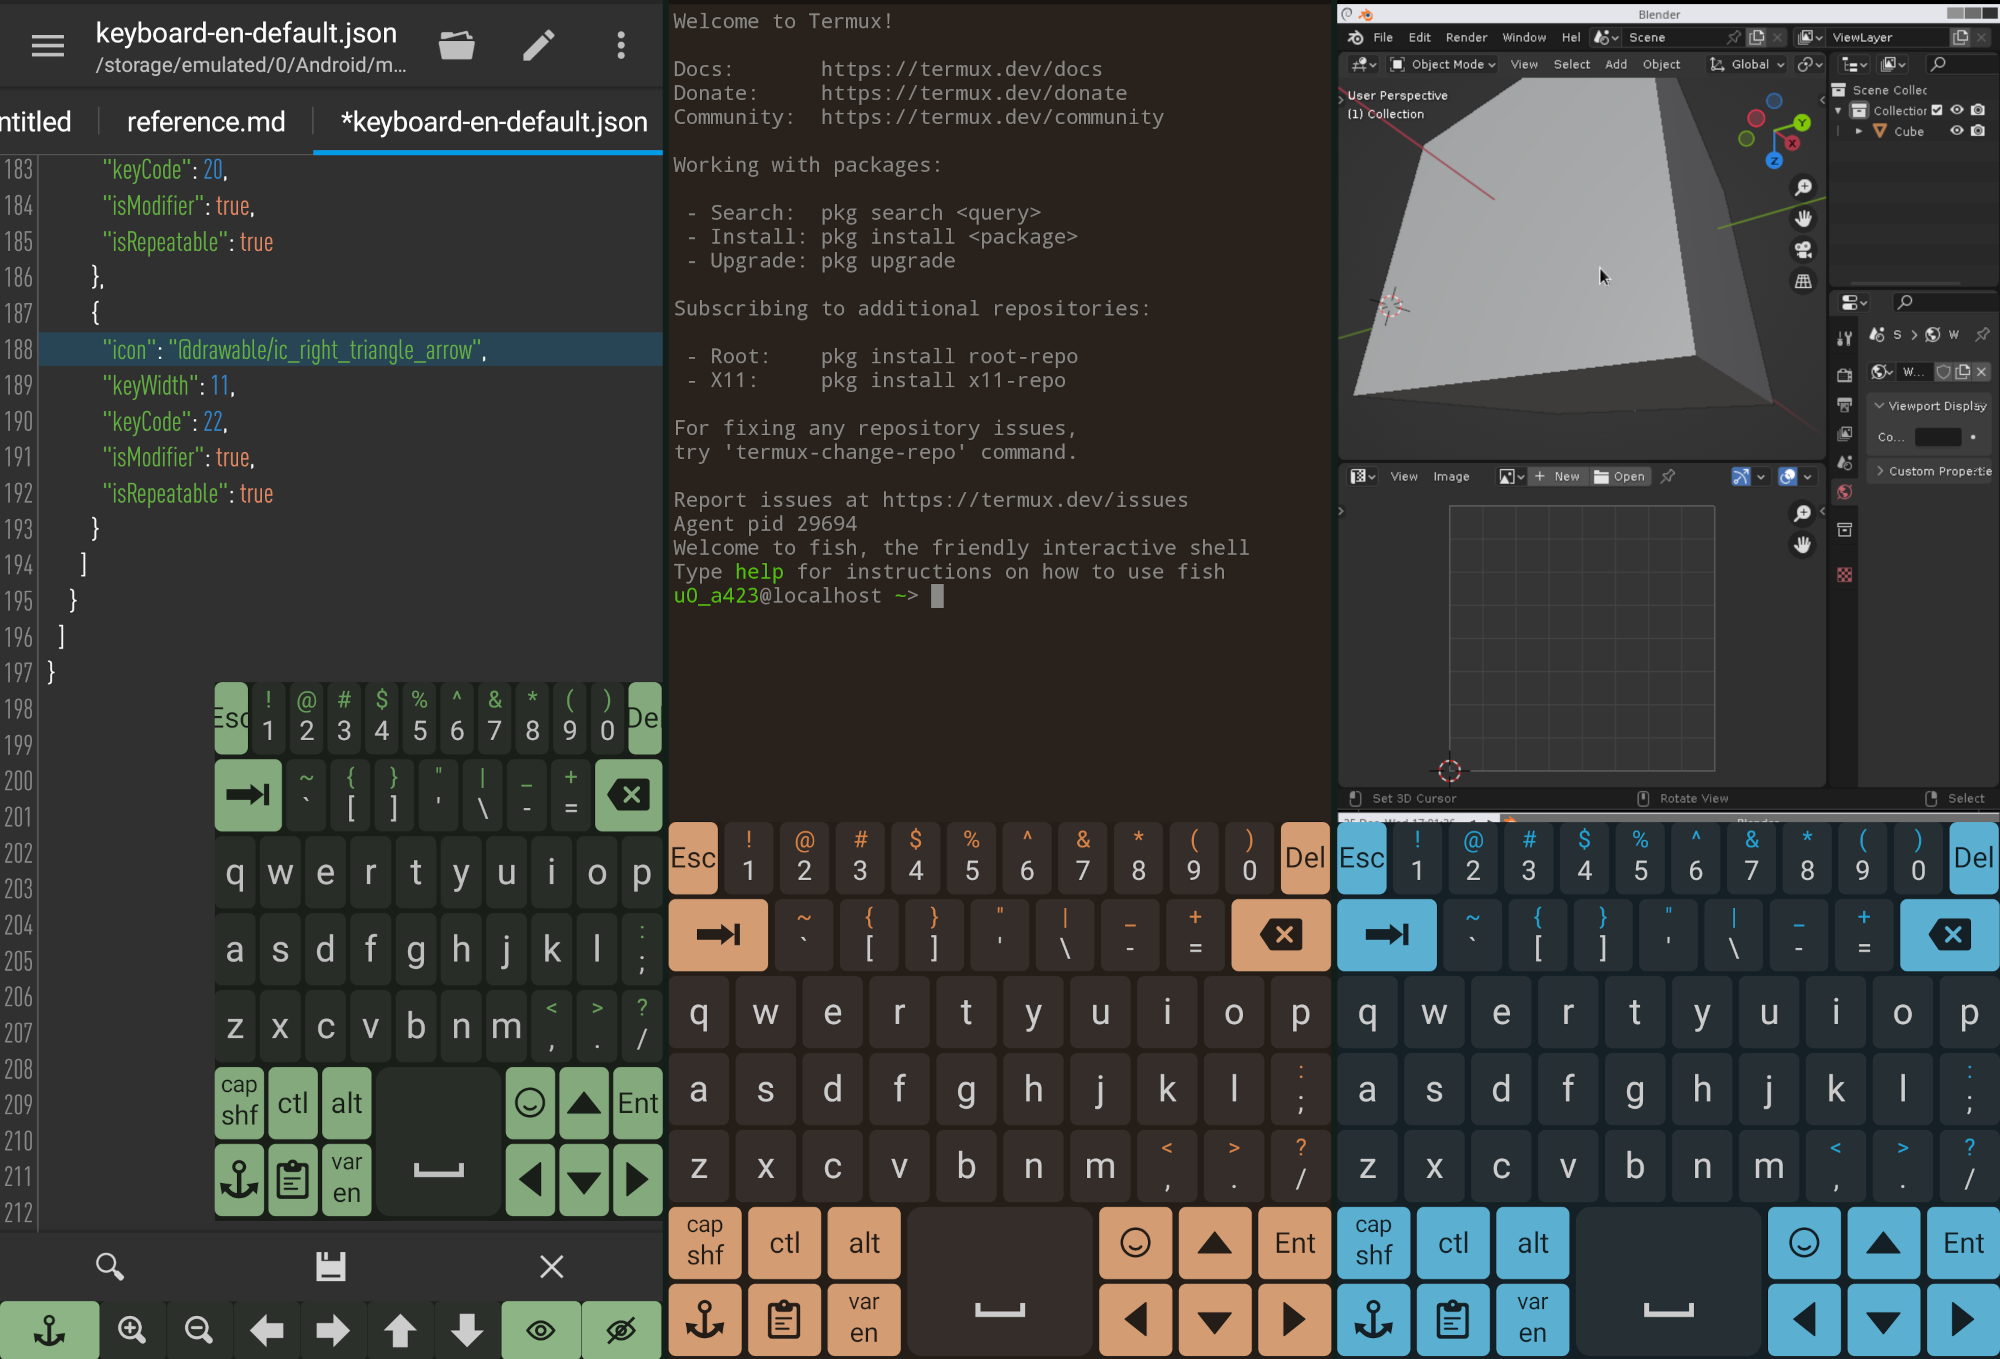 keyboard-en-default.json
/storage/emulated/0/Android/m...
ntitled
reference.md
*keyboard-en-default.json
183 "keyCode": 20,
184 "isModifier": true,
185 "isRepeatable": true
186 },
187 {
188 "icon": "@drawable/ic_right_triangle_arrow",
189 "keyWidth": 11,
190 "keyCode": 22,
191 "isModifier": true,
192 "isRepeatable": true
193 }
194 ]
195 }
196 ]
197 }
198
199
200
201
202
203
204
205
206
207
208
209
210
211
212
Esc ! 1 @ 2 # 3 $ 4 % 5 ^ 6 & 7 * 8 ( 9 ) 0 De
~ ` { [ } ] " ' | \ _ - + =
q w e r t y u i o p
a s d f g h j k l : ;
z x c v b n m < , > . ? /
cap shf ctl alt Ent
var en
Welcome to Termux!
Docs: https://termux.dev/docs
Donate: https://termux.dev/donate
Community: https://termux.dev/community
Working with packages:
- Search: pkg search <query>
- Install: pkg install <package>
- Upgrade: pkg upgrade
Subscribing to additional repositories:
- Root: pkg install root-repo
- X11: pkg install x11-repo
For fixing any repository issues,
try 'termux-change-repo' command.
Report issues at https://termux.dev/issues
Agent pid 29694
Welcome to fish, the friendly interactive shell
Type help for instructions on how to use fish
u0_a423@localhost ~>
Esc ! 1 @ 2 # 3 $ 4 % 5 ^ 6 & 7 * 8 ( 9 ) 0 Del
~ ` { [ } ] " ' | \ _ - + =
q w e r t y u i o p
a s d f g h j k l : ;
z x c v b n m < , > . ? /
cap shf ctl alt Ent
var en
Blender
File Edit Render Window Hel Scene ViewLayer
Object Mode View Select Add Object Global
User Perspective
(1) Collection
Y
X
Z
Scene Collec
Collection
Cube
S > W
W...
Viewport Display
Co...
Custom Propertie
View Image + New Open
Set 3D Cursor Rotate View Select
Esc ! 1 @ 2 # 3 $ 4 % 5 ^ 6 & 7 * 8 ( 9 ) 0 Del
~ ` { [ } ] " ' | \ _ - + =
q w e r t y u i o p
a s d f g h j k l : ;
z x c v b n m < , > . ? /
cap shf ctl alt Ent
var en